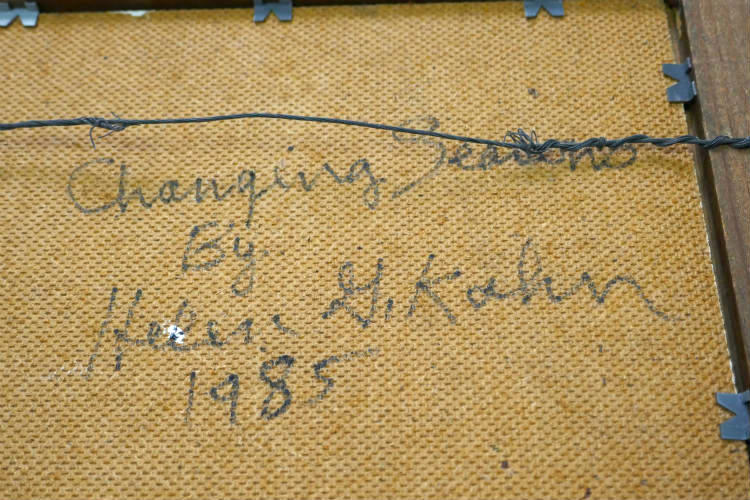 Changing Seasons
By
Helen G. Kahn
1985